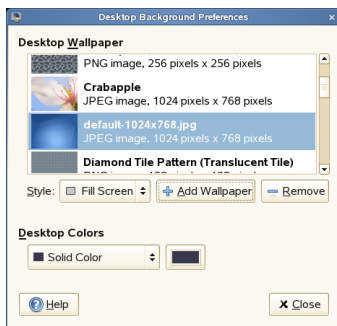 Desktop Background Preferences
Desktop Wallpaper
PNG image, 256 pixels x 256 pixels
Crabapple
JPEG image, 1024 pixels x 768 pixels
default-1024x768.jpg
JPEG image, 1024 pixels x 768 pixels
Diamond Tile Pattern (Translucent Tile)
Style: Fill Screen Add Wallpaper Remove
Desktop Colors
Solid Color
Help Close